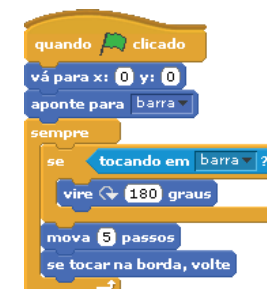 quando clicado
vá para x: 0 y: 0
aponte para barra
sempre
se tocando em barra ?
vire 180 graus
mova 5 passos
se tocar na borda, volte